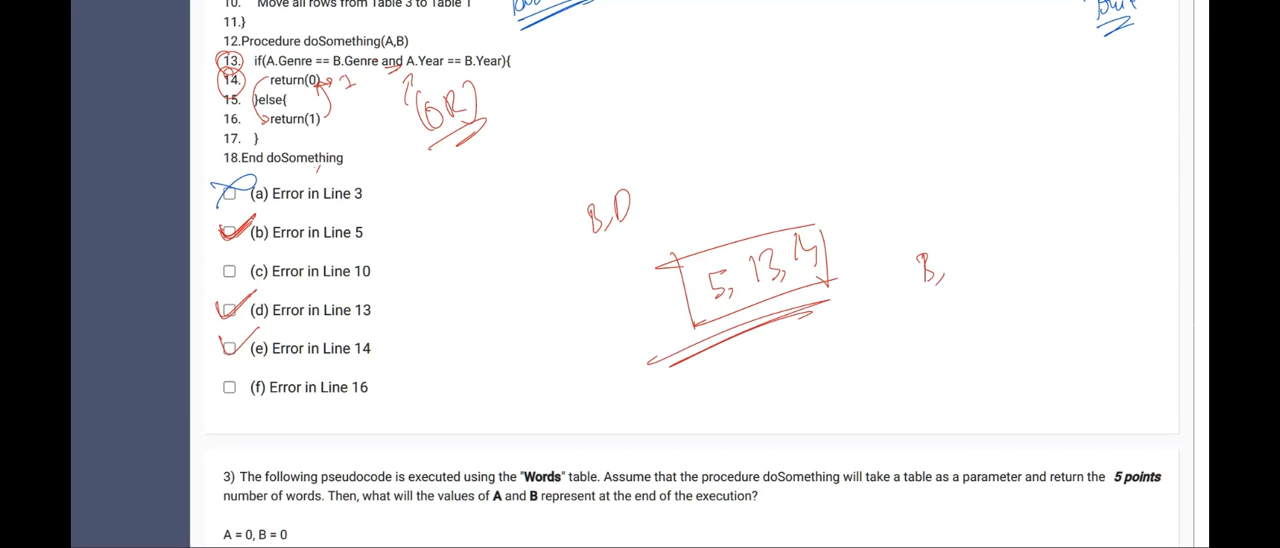 10. Move all rows from Table 3 to Table 1
11.}
12.Procedure doSomething(A,B)
13. if(A.Genre == B.Genre and A.Year == B.Year){
14. return(0) 1
(OR)
15. }else{
16. return(1)
17. }
18.End doSomething
(a) Error in Line 3
B,D
(b) Error in Line 5
5, 13, 14
B,
(c) Error in Line 10
(d) Error in Line 13
(e) Error in Line 14
(f) Error in Line 16
3) The following pseudocode is executed using the "Words" table. Assume that the procedure doSomething will take a table as a parameter and return the 5 points
number of words. Then, what will the values of A and B represent at the end of the execution?
A = 0, B = 0